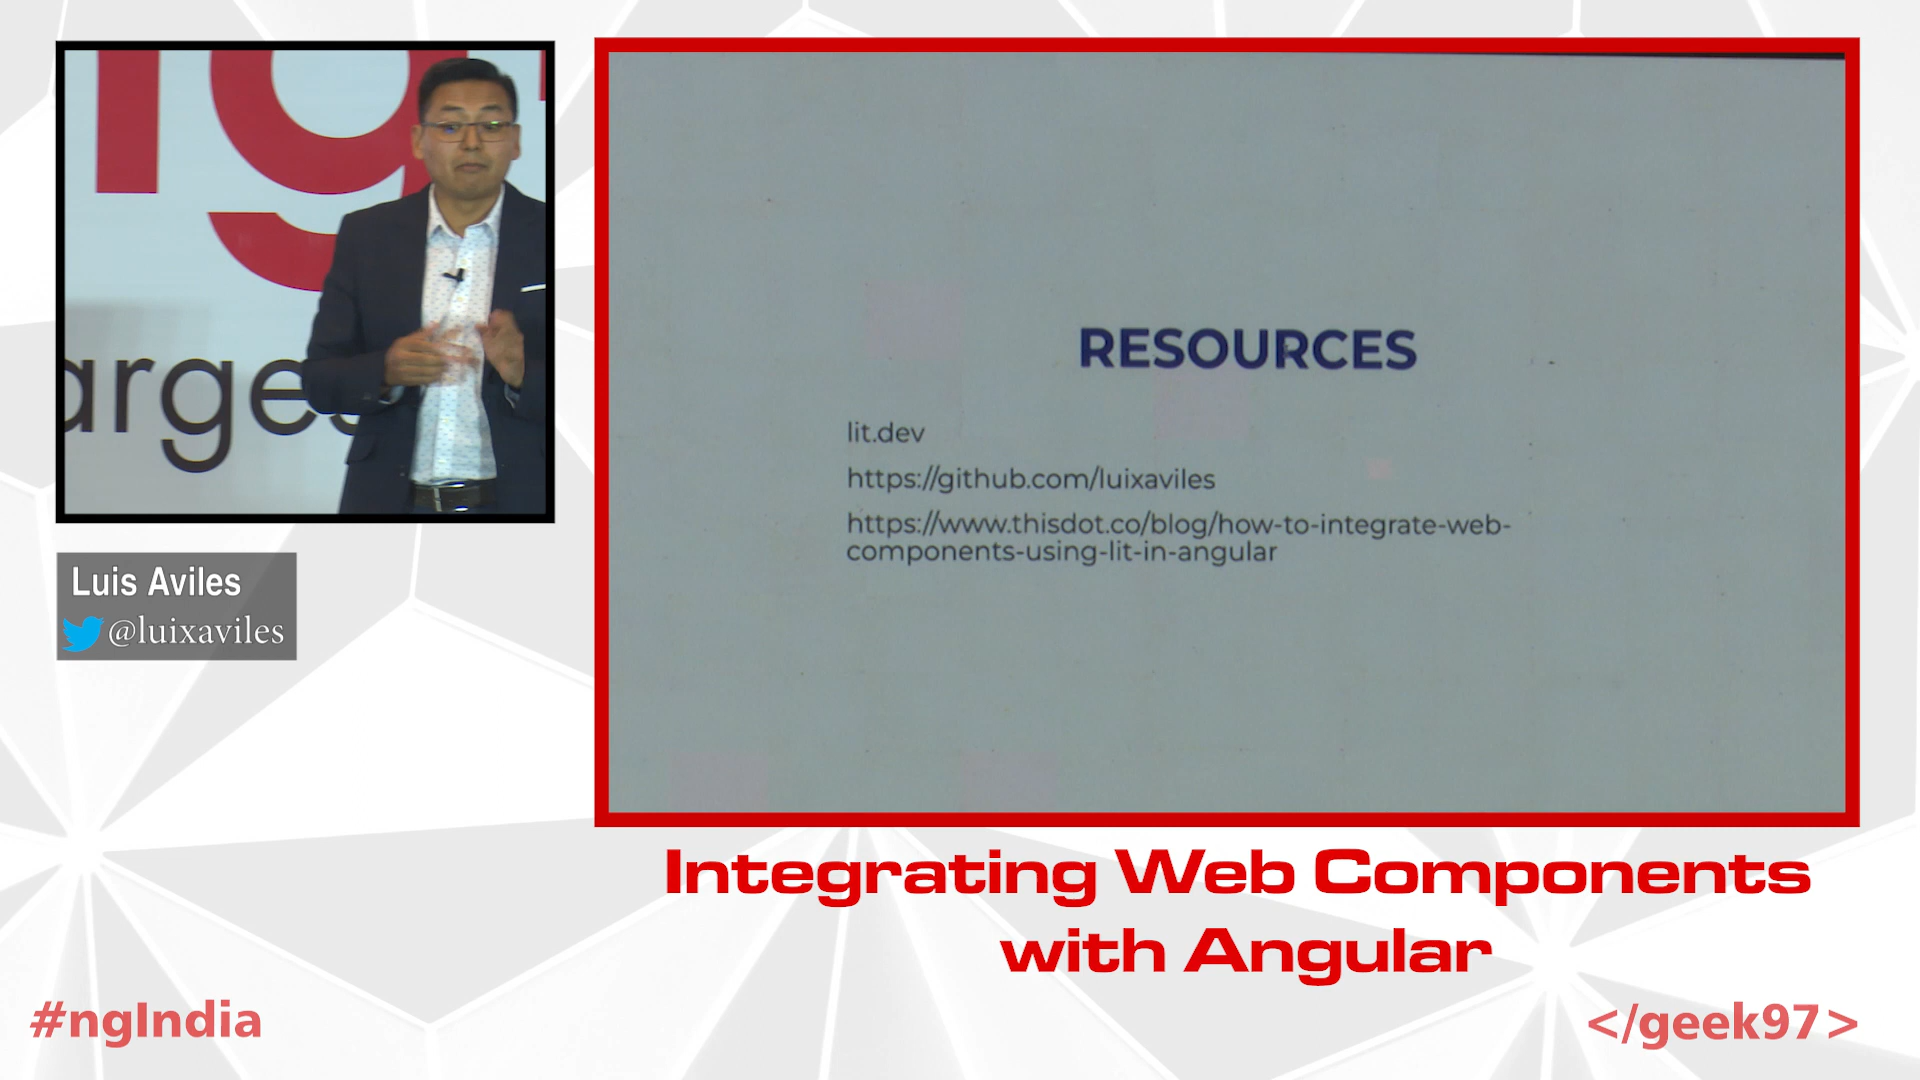 arges
Luis Aviles
@luixaviles
RESOURCES
lit.dev
https://github.com/luixaviles
https://www.thisdot.co/blog/how-to-integrate-web-
components-using-lit-in-angular
Integrating Web Components
with Angular
#ngIndia
</geek97>